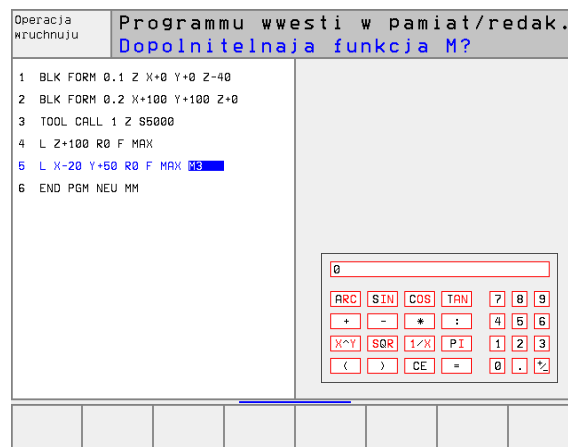 Operacja
wruchnuju
Programmu wwesti w pamiat/redak.
Dopolnitelnaja funkcja M?
1 BLK FORM 0.1 Z X+0 Y+0 Z-40
2 BLK FORM 0.2 X+100 Y+100 Z+0
3 TOOL CALL 1 Z S5000
4 L Z+100 R0 F MAX
5 L X-20 Y+50 R0 F MAX M3
6 END PGM NEU MM
0
ARC SIN COS TAN 7 8 9
+ - * : 4 5 6
X^Y SQR 1/X PI 1 2 3
( ) CE = 0 . +/-